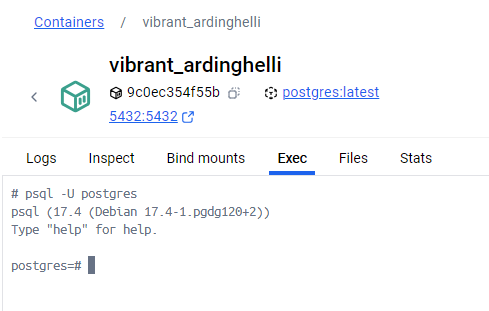 Containers / vibrant_ardinghelli
vibrant_ardinghelli
9c0ec354f55b postgres:latest
5432:5432
Logs Inspect Bind mounts Exec Files Stats
# psql -U postgres
psql (17.4 (Debian 17.4-1.pgdg120+2))
Type "help" for help.
postgres=#